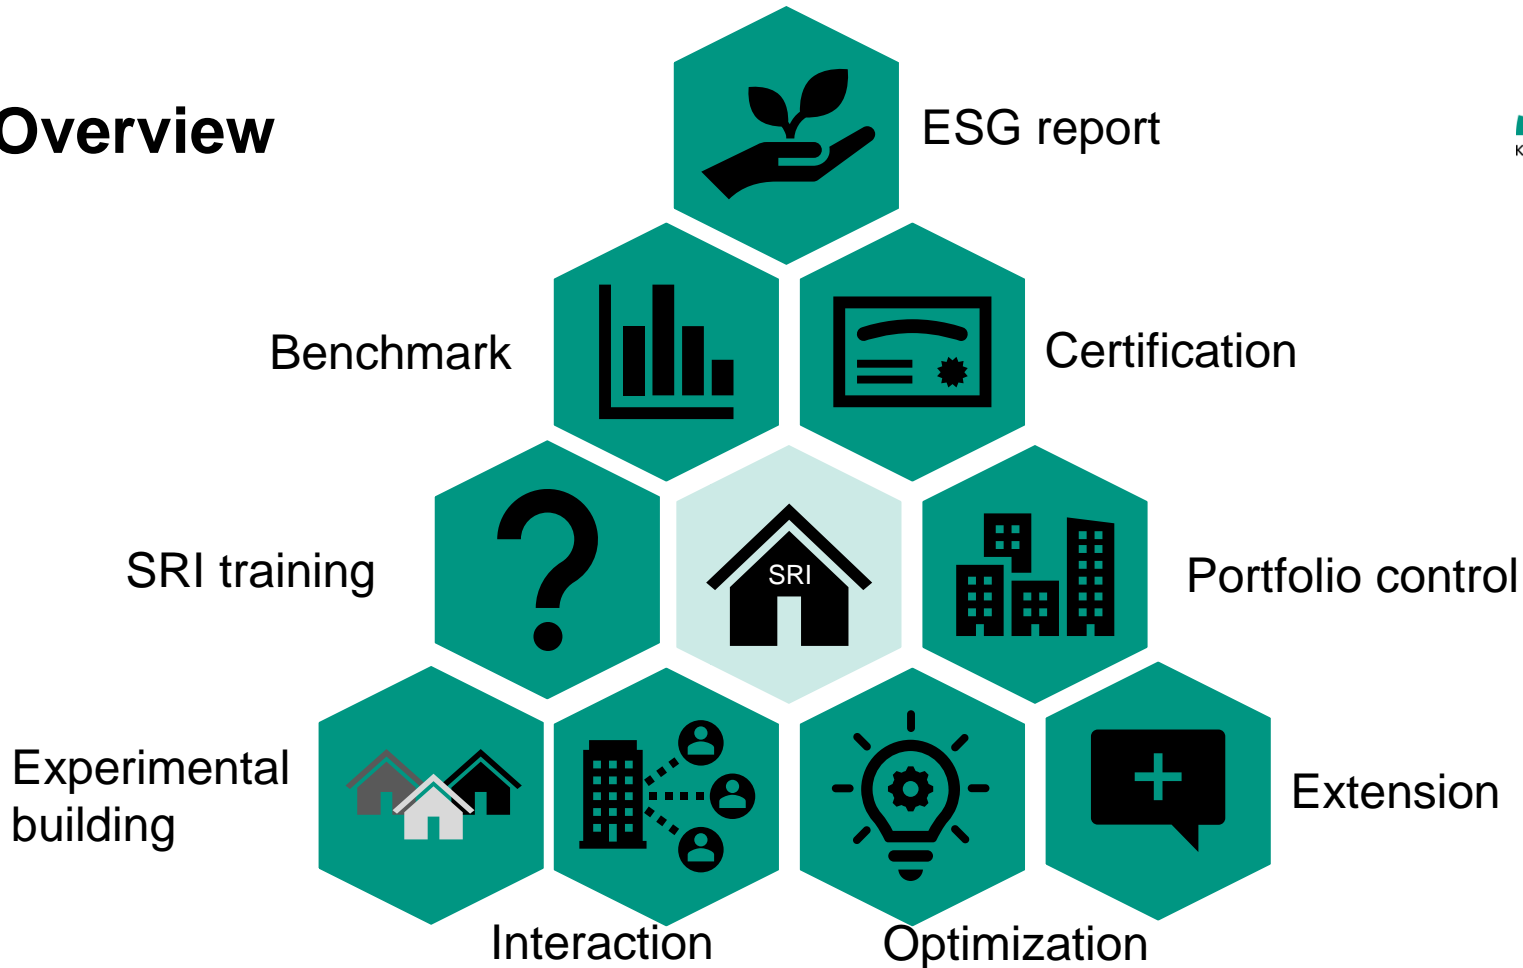 Overview
ESG report
Benchmark
Certification
SRI training
SRI
Portfolio control
Experimental
building
Extension
Interaction
Optimization